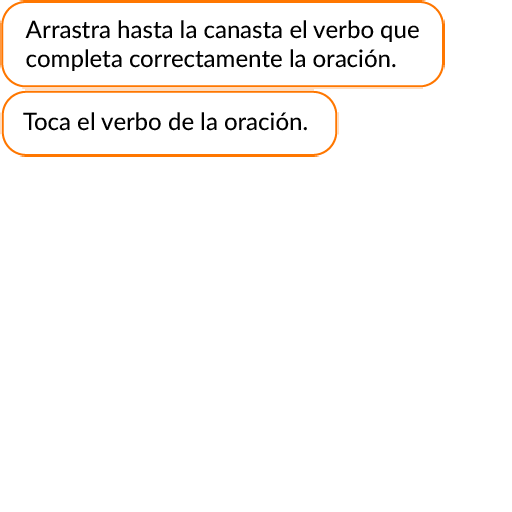 Arrastra hasta la canasta el verbo que
completa correctamente la oración.
Toca el verbo de la oración.